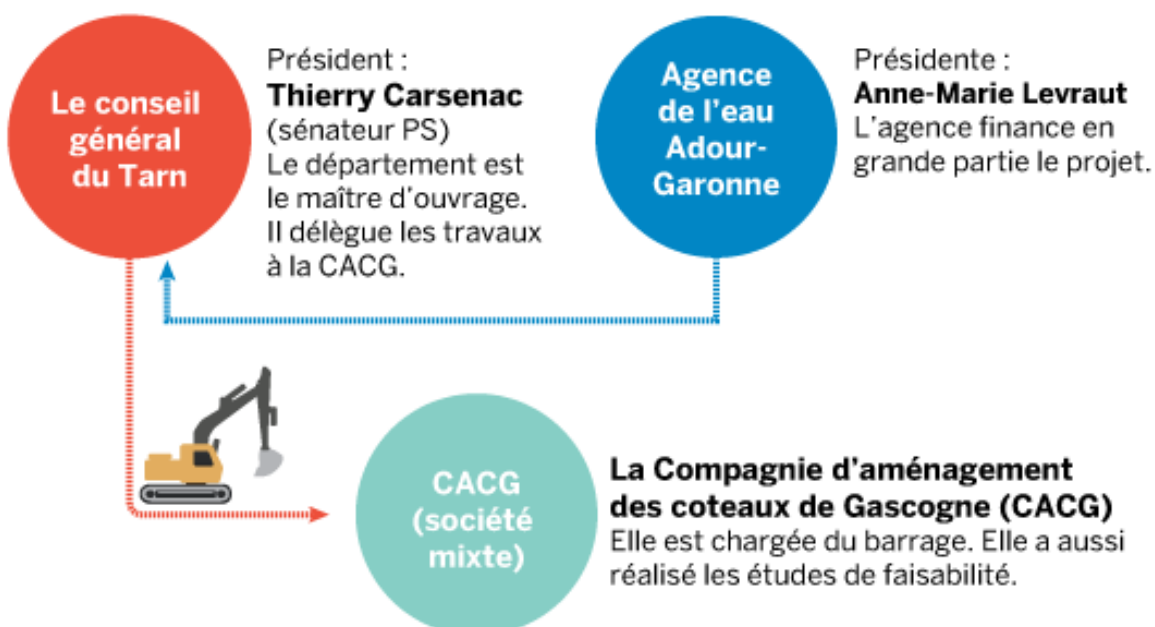 Le conseil
général
du Tarn
Président :
Thierry Carsenac
(sénateur PS)
Le département est
le maître d'ouvrage.
Il délègue les travaux
à la CACG.
Agence
de l'eau
Adour-
Garonne
Présidente :
Anne-Marie Levraut
L'agence finance en
grande partie le projet.
CACG
(société
mixte)
La Compagnie d'aménagement
des coteaux de Gascogne (CACG)
Elle est chargée du barrage. Elle a aussi
réalisé les études de faisabilité.